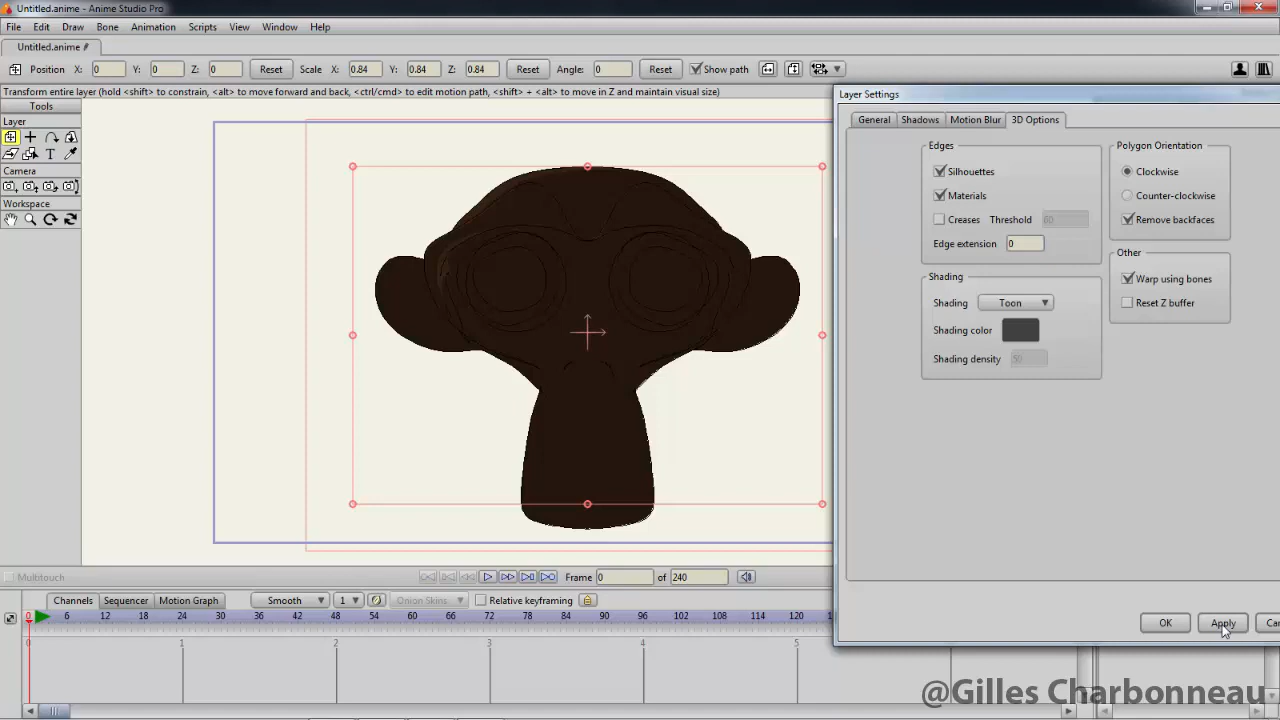 Untitled.anime - Anime Studio Pro
File Edit Draw Bone Animation Scripts View Window Help
Untitled.anime
Position X: 0 Y: 0 Z: 0 Reset Scale X: 0.84 Y: 0.84 Z: 0.84 Reset Angle: 0 Reset Show path
Transform entire layer (hold <shift> to constrain, <alt> to move forward and back, <ctrl/cmd> to edit motion path, <shift> + <alt> to move in Z and maintain visual size)
Tools
Layer
T
Camera
Workspace
Layer Settings
General Shadows Motion Blur 3D Options
Edges
Silhouettes
Materials
Creases Threshold 60
Edge extension 0
Shading
Shading Toon
Shading color
Shading density 50
Polygon Orientation
Clockwise
Counter-clockwise
Remove backfaces
Other
Warp using bones
Reset Z buffer
OK Apply Can
Multitouch
Frame 0 of 240
Channels Sequencer Motion Graph Smooth 1 Onion Skins Relative keyframing
0 6 12 18 24 30 36 42 48 54 60 66 72 78 84 90 96 102 108 114 120
0 1 2 3 4 5
@Gilles Charbonneau